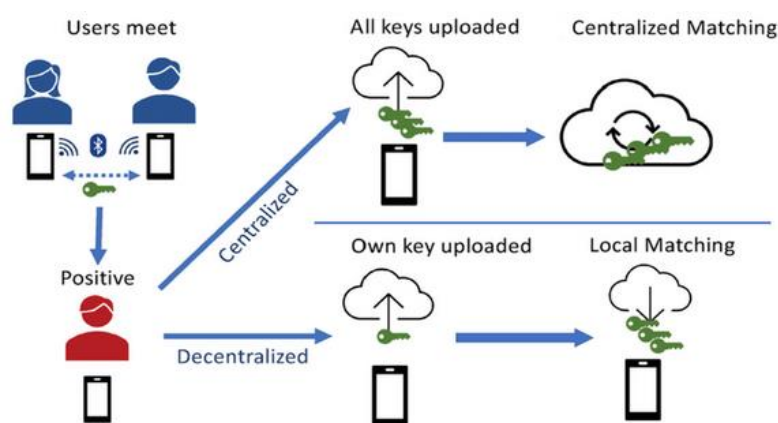 Users meet
All keys uploaded
Centralized Matching
Centralized
Positive
Own key uploaded
Local Matching
Decentralized